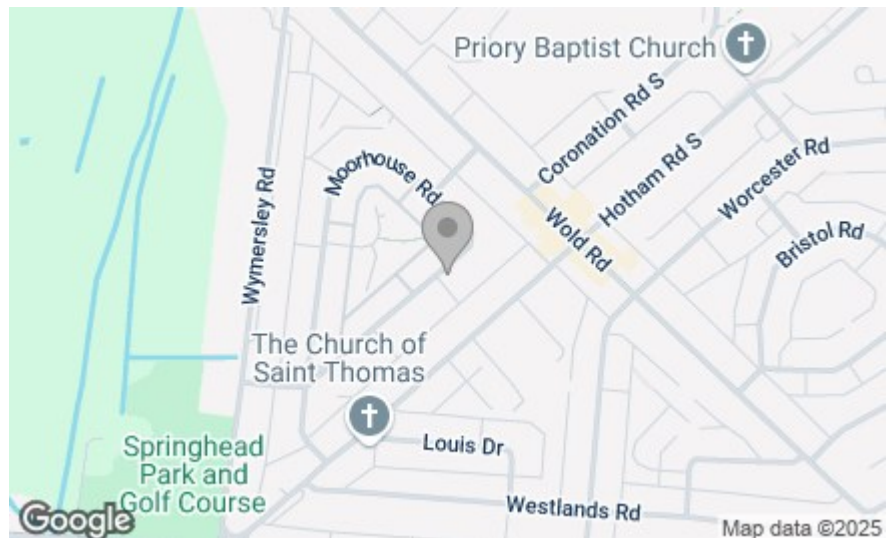 Priory Baptist Church
Coronation Rd S
Moorhouse Rd
Hotham Rd S
Worcester Rd
Wold Rd
Bristol Rd
Wymersley Rd
The Church of
Saint Thomas
Springhead
Park and
Golf Course
Louis Dr
Westlands Rd
Google
Map data ©2025